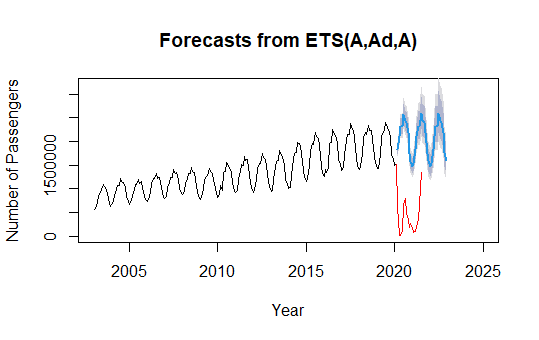 Forecasts from ETS(A,Ad,A)
Number of Passengers
1500000
0
2005 2010 2015 2020 2025
Year